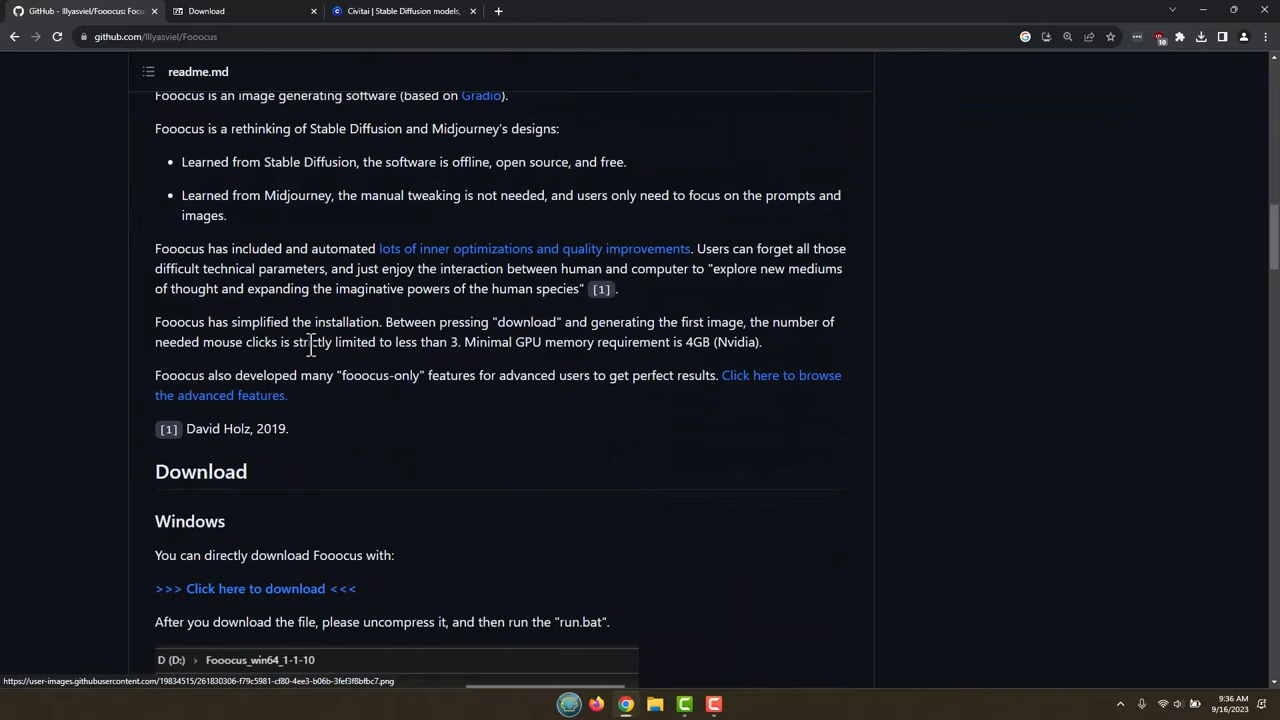 GitHub - lllyasviel/Fooocus: Focu
Download
Civitai | Stable Diffusion models,
github.com/lllyasviel/Fooocus
readme.md
Fooocus is an image generating software (based on Gradio).
Fooocus is a rethinking of Stable Diffusion and Midjourney's designs:
• Learned from Stable Diffusion, the software is offline, open source, and free.
• Learned from Midjourney, the manual tweaking is not needed, and users only need to focus on the prompts and
images.
Fooocus has included and automated lots of inner optimizations and quality improvements. Users can forget all those
difficult technical parameters, and just enjoy the interaction between human and computer to "explore new mediums
of thought and expanding the imaginative powers of the human species" [1].
Fooocus has simplified the installation. Between pressing "download" and generating the first image, the number of
needed mouse clicks is strictly limited to less than 3. Minimal GPU memory requirement is 4GB (Nvidia).
Fooocus also developed many "fooocus-only" features for advanced users to get perfect results. Click here to browse
the advanced features.
[1] David Holz, 2019.
Download
Windows
You can directly download Fooocus with:
>>> Click here to download <<<
After you download the file, please uncompress it, and then run the "run.bat".
D (D:) > Fooocus_win64_1-1-10
https://user-images.githubusercontent.com/19834515/261830306-f79c5981-cf80-4ee3-b06b-3fef3f8bfbc7.png
9:36 AM
9/16/2023